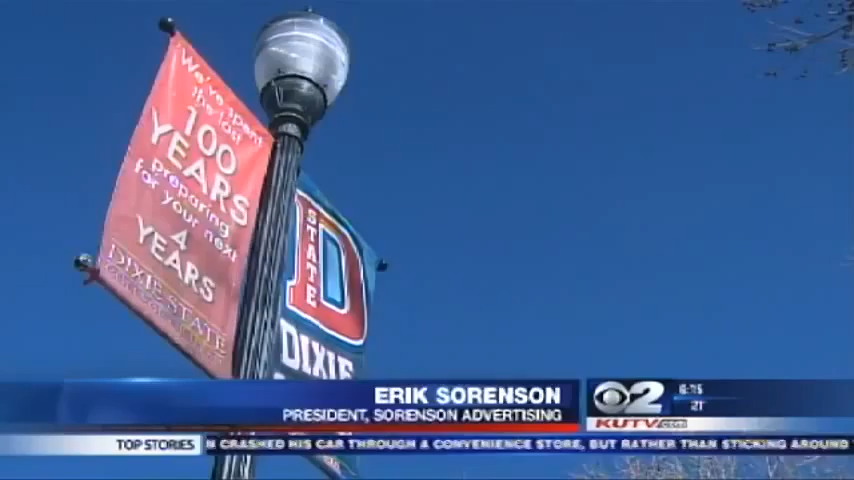 We've spent
the last
100
YEARS
preparing
for your next
4
YEARS
DIXIE STATE
STATE
D
DIXIE
ERIK SORENSON
PRESIDENT, SORENSON ADVERTISING
2
6:15
21°
KUTV.com
TOP STORIES
N CRASHED HIS CAR THROUGH A CONVENIENCE STORE, BUT RATHER THAN STICKING AROUND